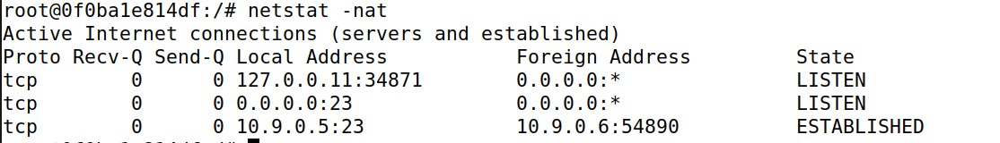 root@0f0ba1e814df:/# netstat -nat
Active Internet connections (servers and established)
Proto Recv-Q Send-Q Local Address           Foreign Address         State
tcp        0      0 127.0.0.11:34871        0.0.0.0:*               LISTEN
tcp        0      0 0.0.0.0:23              0.0.0.0:*               LISTEN
tcp        0      0 10.9.0.5:23             10.9.0.6:54890          ESTABLISHED